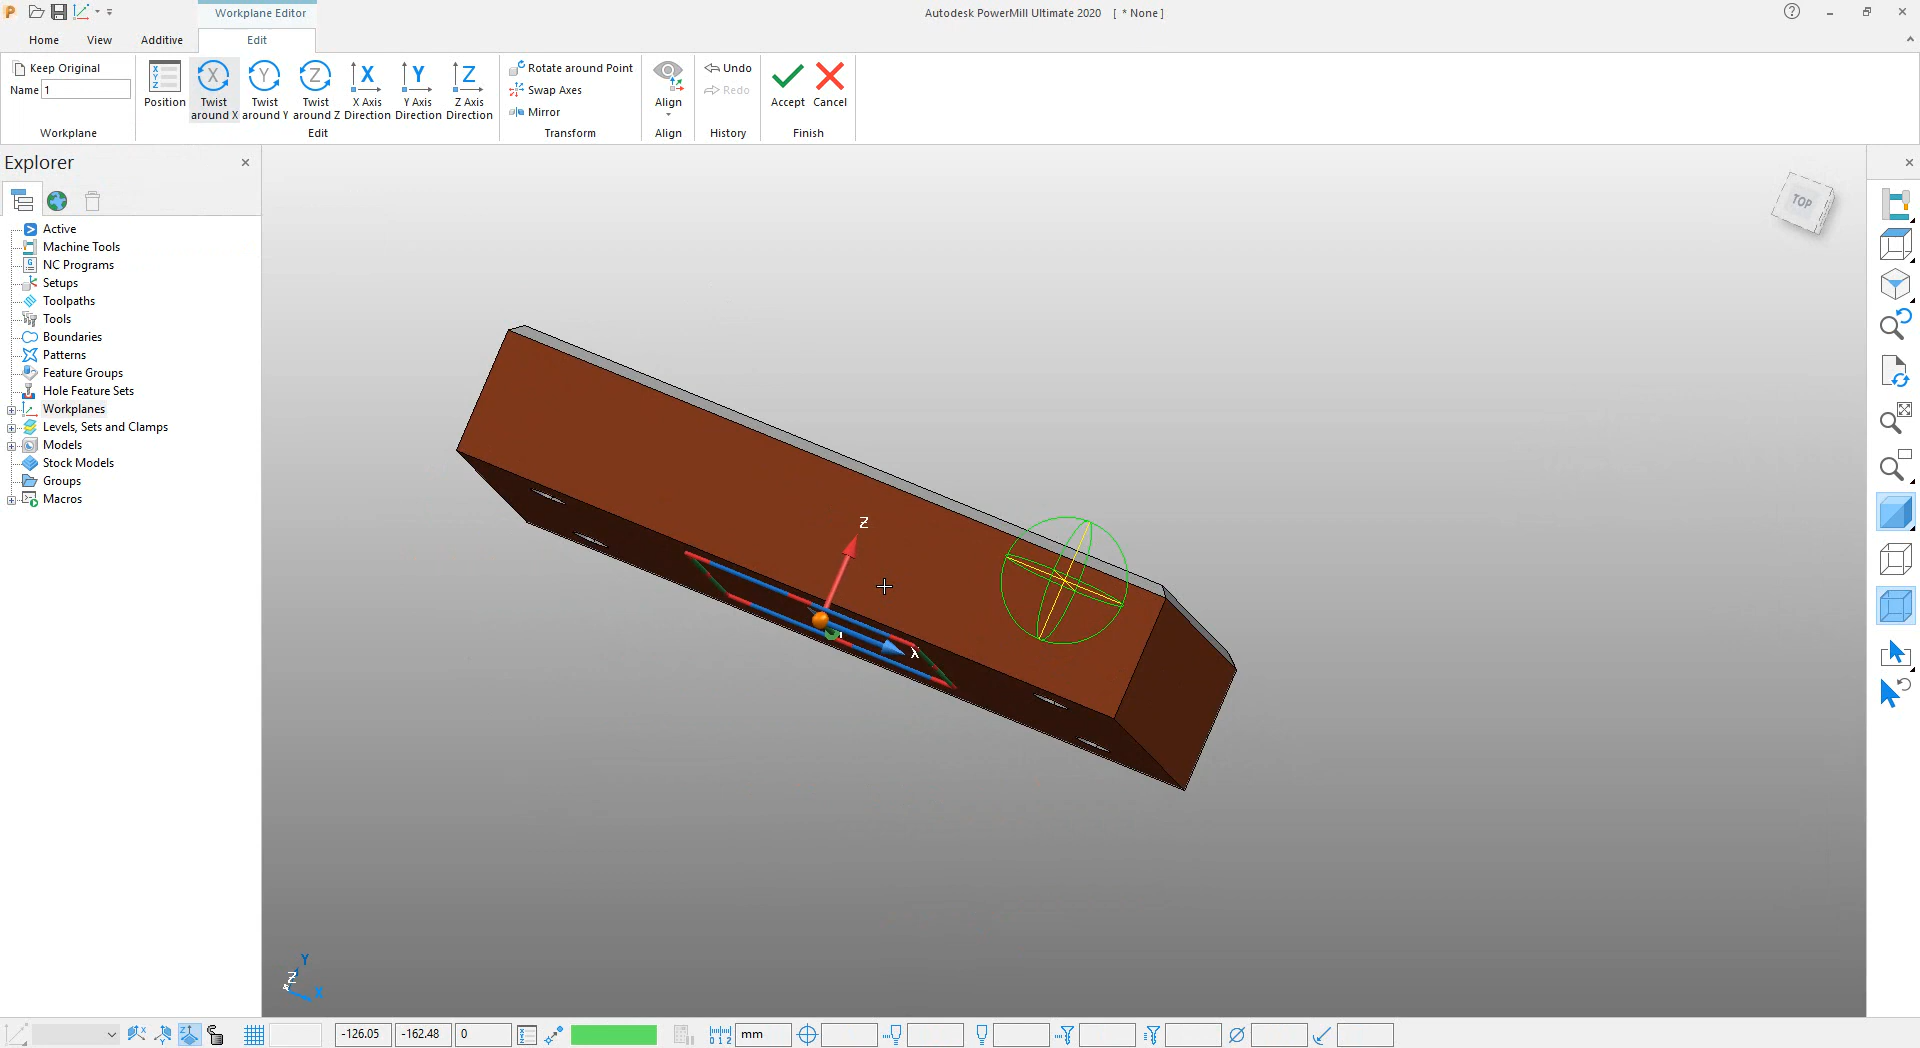 Workplane Editor
Autodesk PowerMill Ultimate 2020 [ * None ]
Home View Additive Edit
Keep Original
Name 1
Workplane
Position
Twist around X
Twist around Y
Twist around Z
X Axis Direction
Y Axis Direction
Z Axis Direction
Edit
Rotate around Point
Swap Axes
Mirror
Transform
Align
Align
Undo
Redo
History
Accept
Cancel
Finish
Explorer
Active
Machine Tools
NC Programs
Setups
Toolpaths
Tools
Boundaries
Patterns
Feature Groups
Hole Feature Sets
Workplanes
Levels, Sets and Clamps
Models
Stock Models
Groups
Macros
TOP
Z
X
Y
Z
X
-126.05 -162.48 0 mm